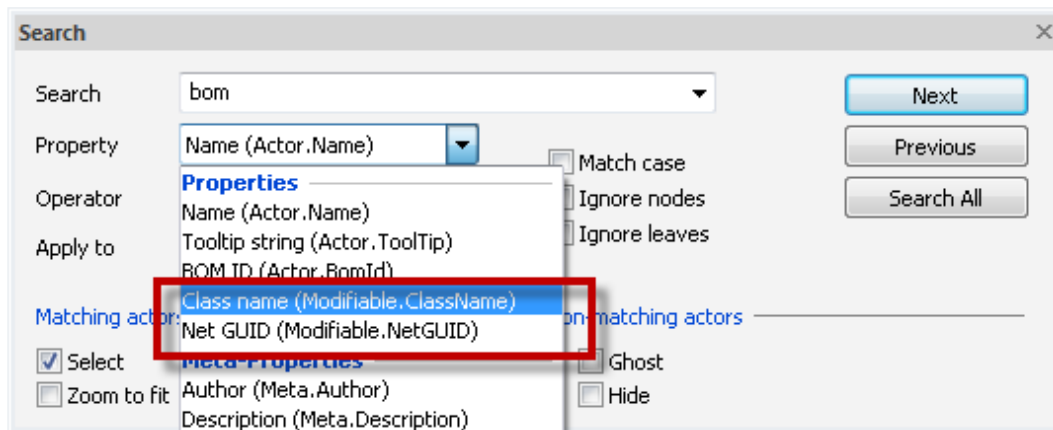 Search
Search bom Next
Property Name (Actor.Name) Match case Previous
Properties
Operator Name (Actor.Name) Ignore nodes Search All
Tooltip string (Actor.ToolTip) Ignore leaves
Apply to
BOM ID (Actor.BomId)
Class name (Modifiable.ClassName)
Matching actor on-matching actors
Net GUID (Modifiable.NetGUID)
Select Meta-Properties Ghost
Zoom to fit Author (Meta.Author) Hide
Description (Meta.Description)